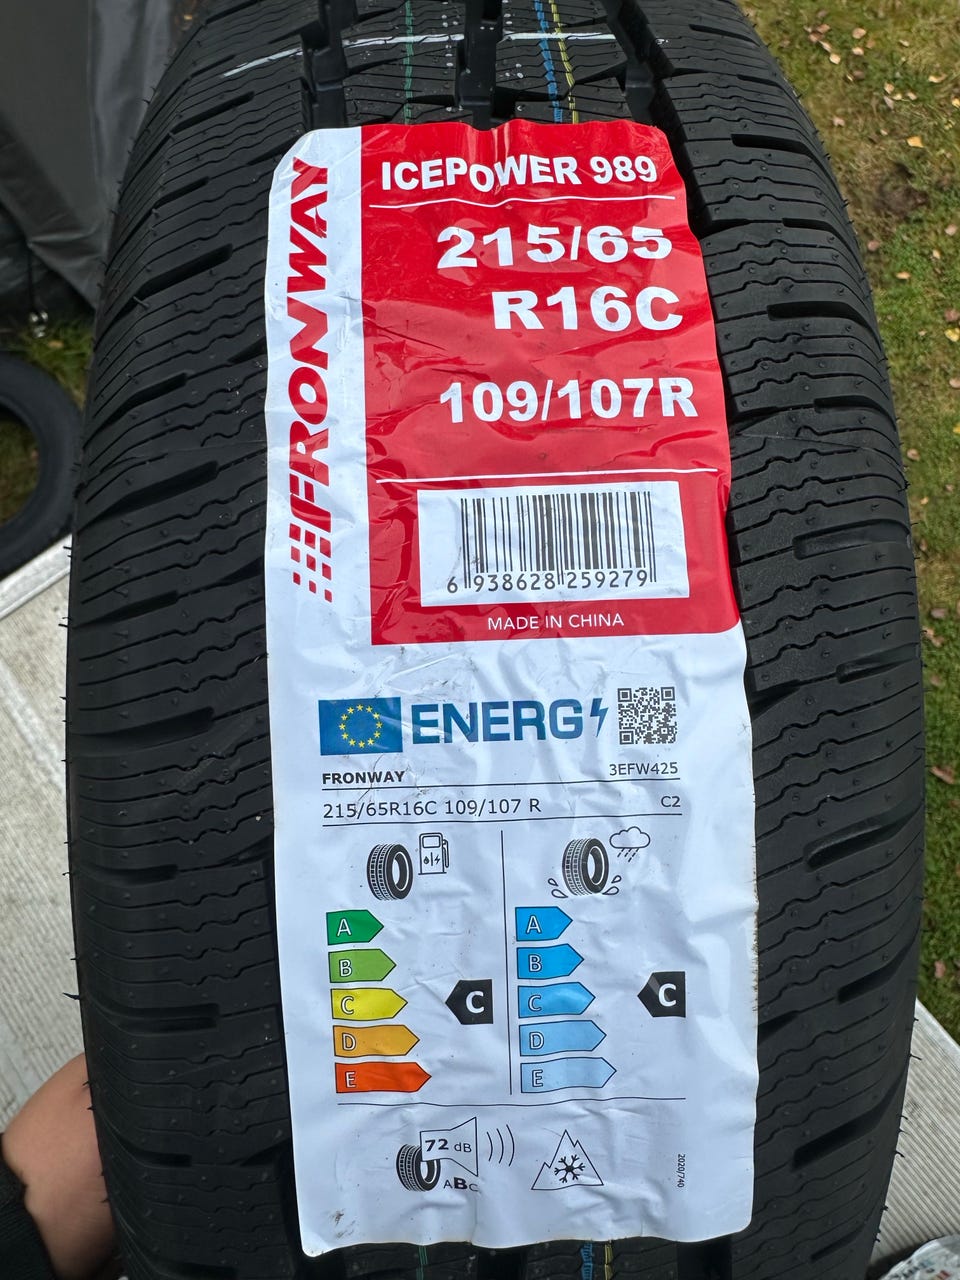 FRONWAY
ICEPOWER 989
215/65
R16C
109/107R
6 938628 259279
MADE IN CHINA
ENERG
FRONWAY 3EFW425
215/65R16C 109/107 R C2
A A
B B
C C C C
D D
E E
72 dB
ABC
2020/740